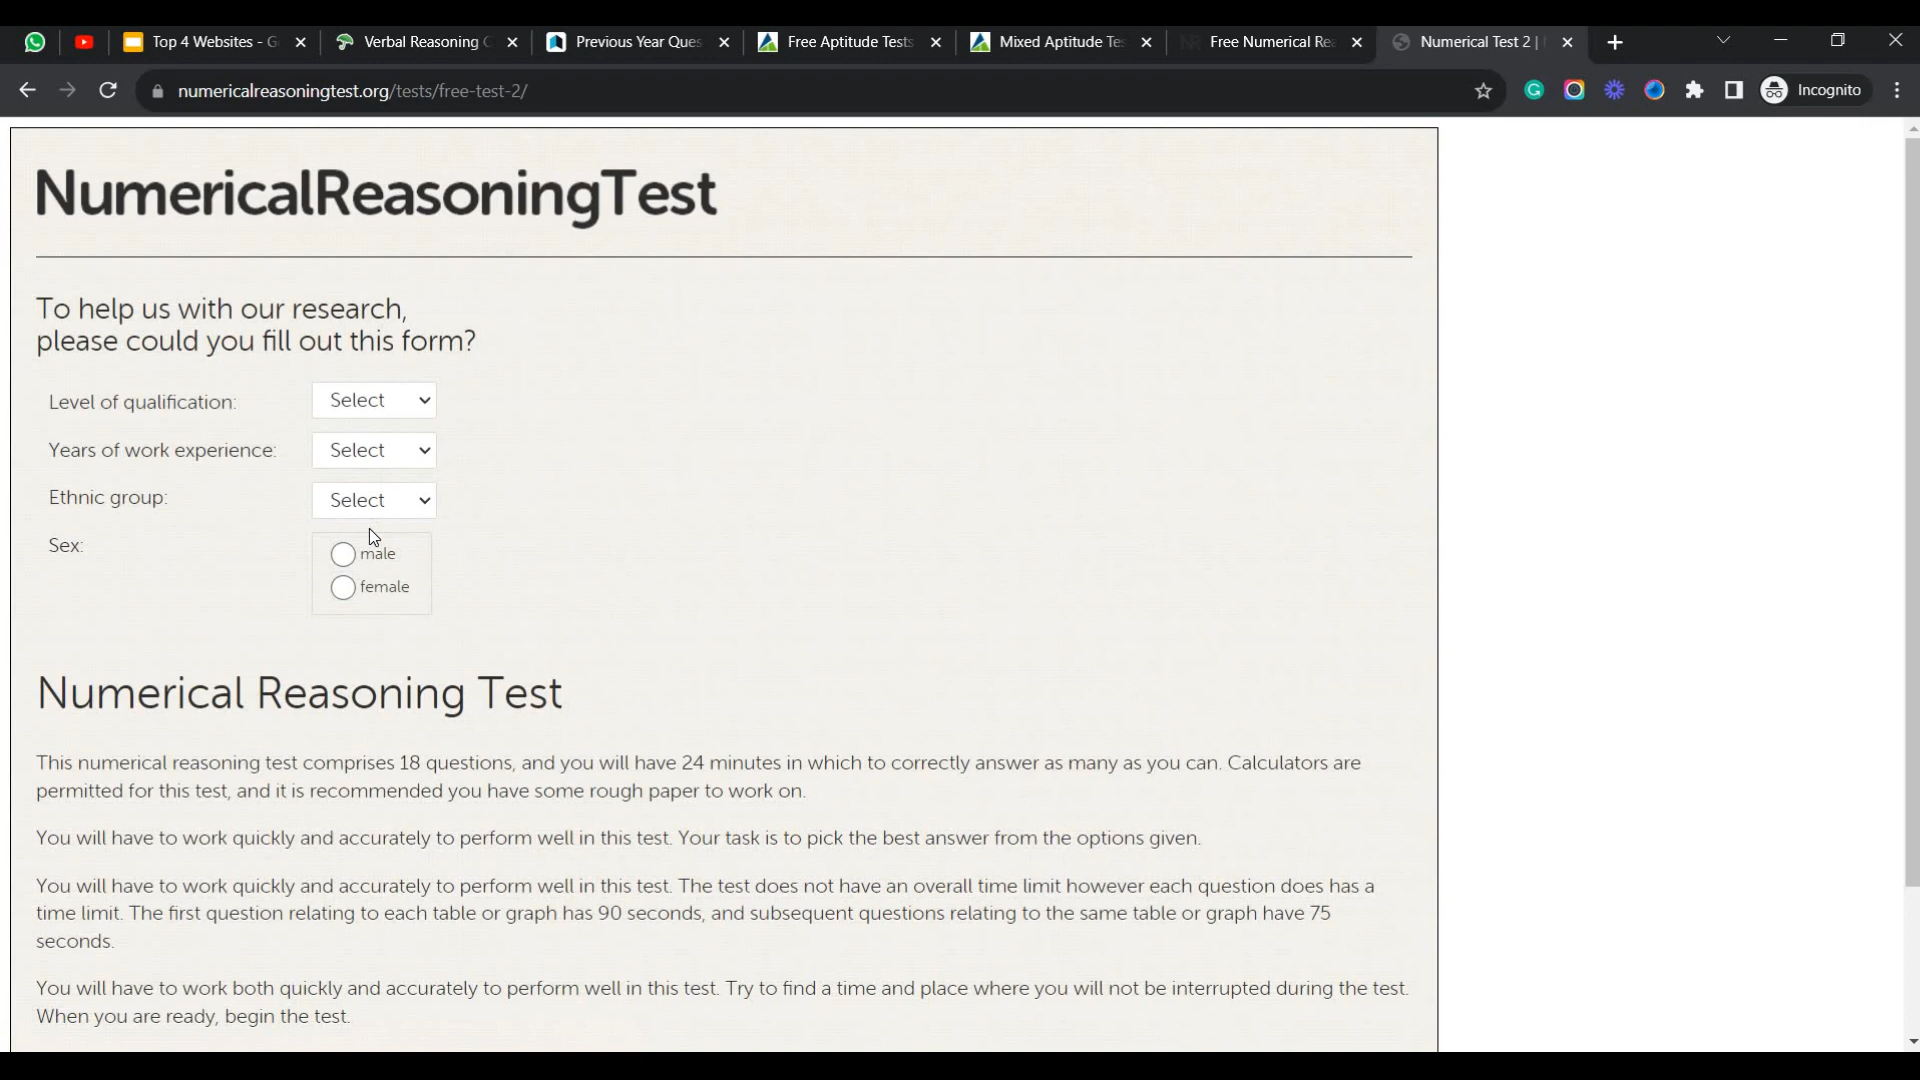 Top 4 Websites - G
Verbal Reasoning
Previous Year Ques
Free Aptitude Tests
Mixed Aptitude Te
Free Numerical Re
Numerical Test 2 |
numericalreasoningtest.org/tests/free-test-2/
Incognito
NumericalReasoningTest
To help us with our research,
please could you fill out this form?
Level of qualification: Select
Years of work experience: Select
Ethnic group: Select
Sex:
male
female
Numerical Reasoning Test
This numerical reasoning test comprises 18 questions, and you will have 24 minutes in which to correctly answer as many as you can. Calculators are
permitted for this test, and it is recommended you have some rough paper to work on.
You will have to work quickly and accurately to perform well in this test. Your task is to pick the best answer from the options given.
You will have to work quickly and accurately to perform well in this test. The test does not have an overall time limit however each question does has a
time limit. The first question relating to each table or graph has 90 seconds, and subsequent questions relating to the same table or graph have 75
seconds.
You will have to work both quickly and accurately to perform well in this test. Try to find a time and place where you will not be interrupted during the test.
When you are ready, begin the test.